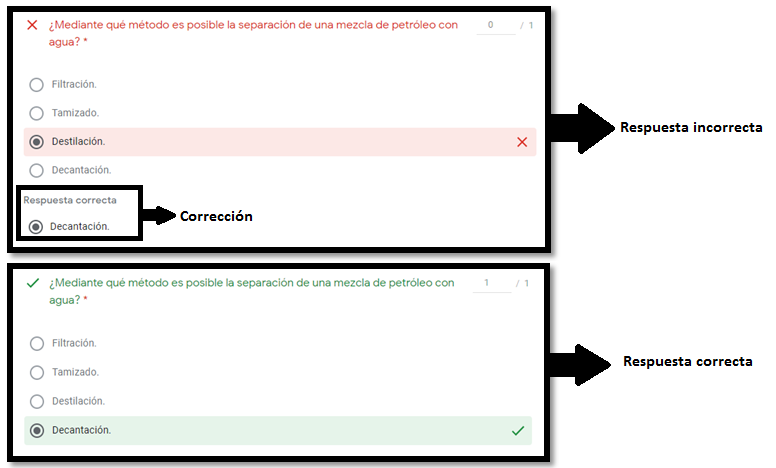 ¿Mediante qué método es posible la separación de una mezcla de petróleo con
agua? *
0 / 1
Filtración.
Tamizado.
Destilación.
Decantación.
Respuesta correcta
Decantación.
Corrección
Respuesta incorrecta
¿Mediante qué método es posible la separación de una mezcla de petróleo con
agua? *
1 / 1
Filtración.
Tamizado.
Destilación.
Decantación.
Respuesta correcta